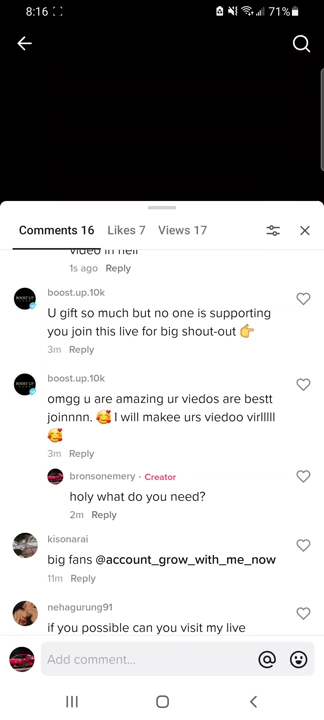 8:16
71%
Comments 16 Likes 7 Views 17
video in hell
1s ago Reply
boost.up.10k
U gift so much but no one is supporting
you join this live for big shout-out 👉
3m Reply
boost.up.10k
omgg u are amazing ur viedos are bestt
joinnnn. 🥰 I will makee urs viedoo virlllll
🥰
3m Reply
bronsonemery · Creator
holy what do you need?
2m Reply
kisonarai
big fans @account_grow_with_me_now
11m Reply
nehagurung91
if you possible can you visit my live
Add comment...